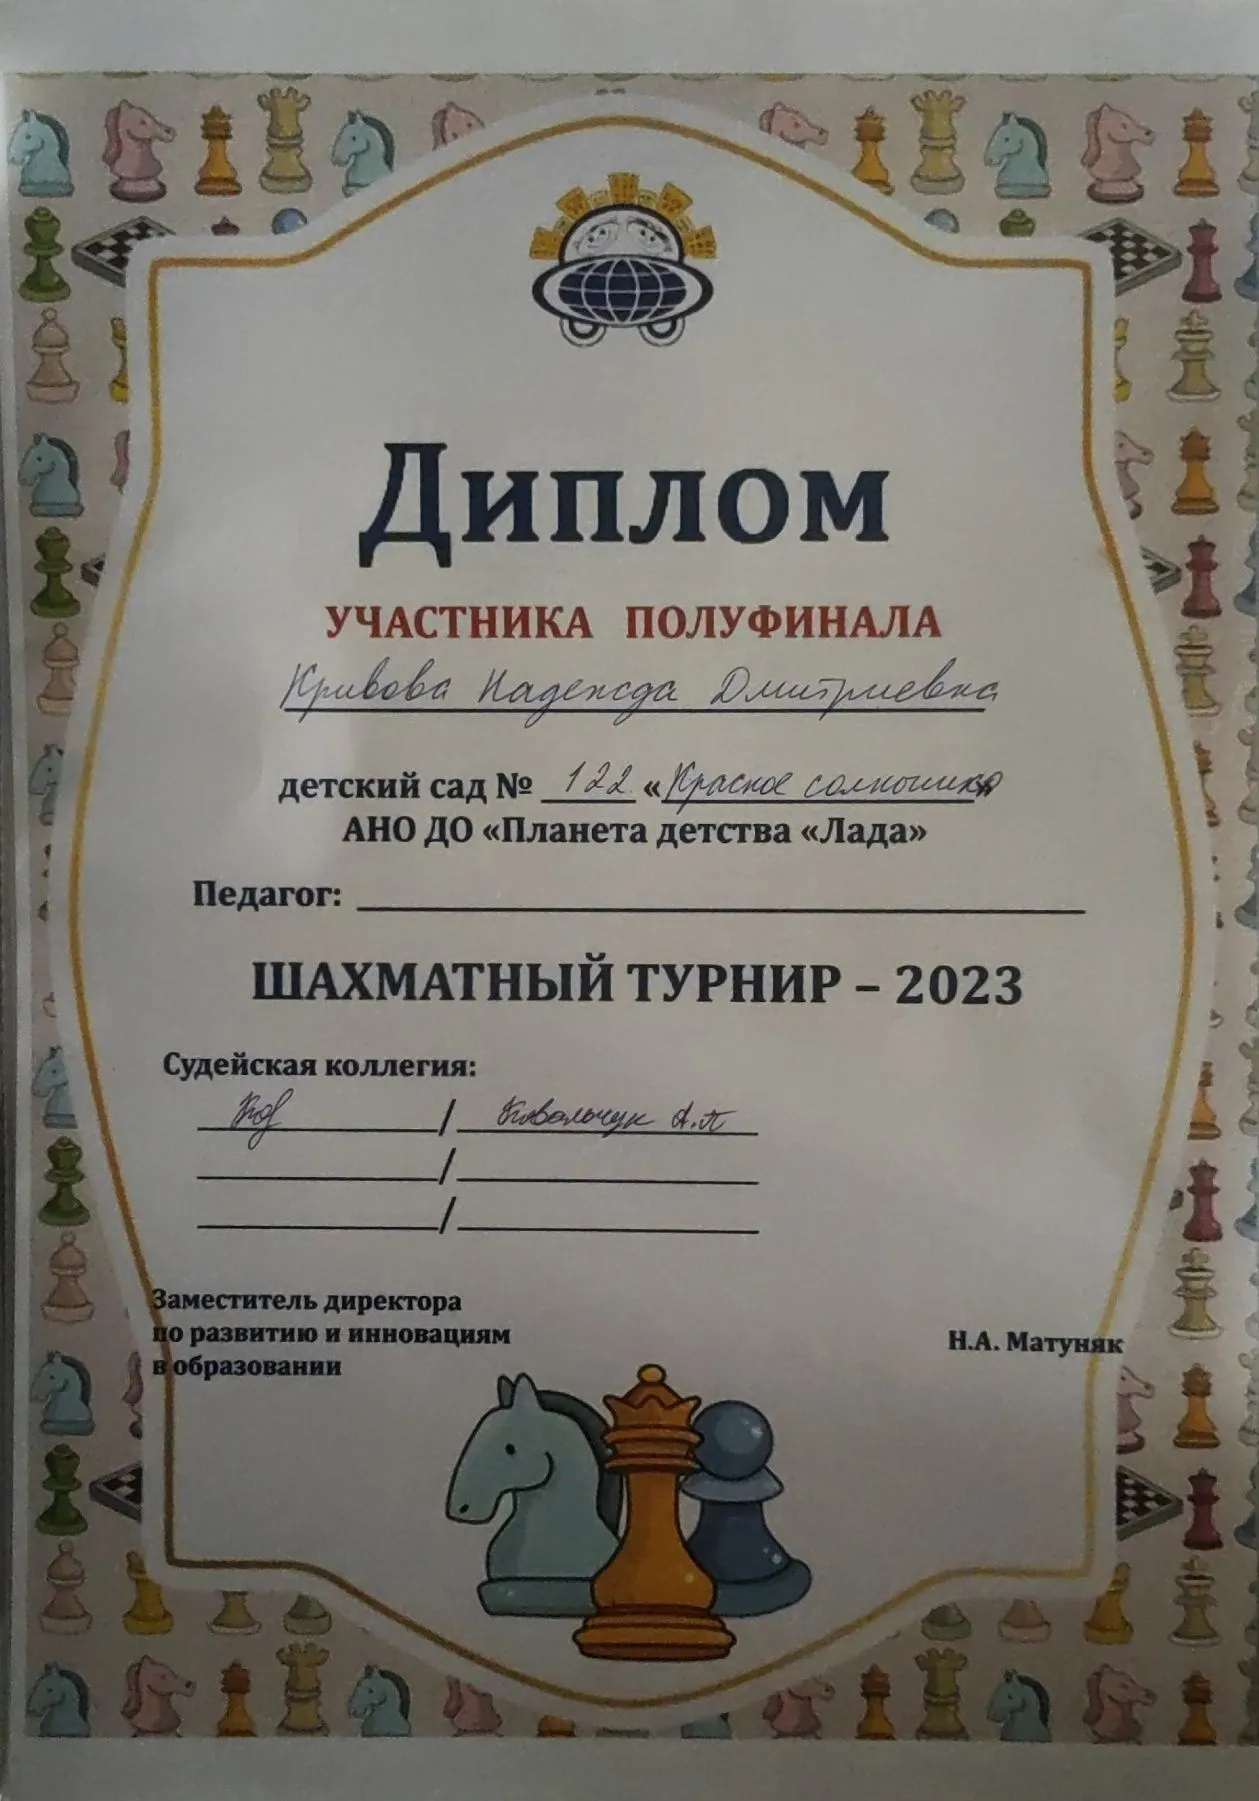 Диплом
УЧАСТНИКА ПОЛУФИНАЛА
Кривова Надежда Дмитриевна
детский сад № 122 «Красное солнышко»
АНО ДО «Планета детства «Лада»
Педагог:
ШАХМАТНЫЙ ТУРНИР – 2023
Судейская коллегия:
/ Ковальчук А.П
/
/
Заместитель директора
по развитию и инновациям
в образовании
Н.А. Матуняк